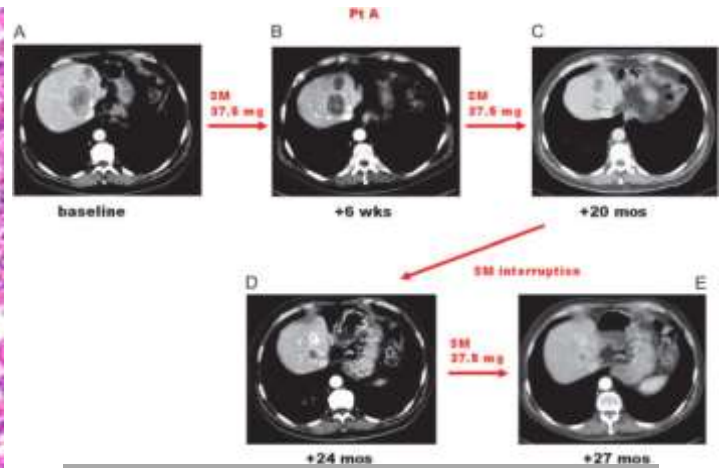 Pt A
A
B
C
SM
37.5 mg
SM
37.5 mg
baseline
+6 wks
+20 mos
SM interruption
D
E
SM
37.5 mg
+24 mos
+27 mos